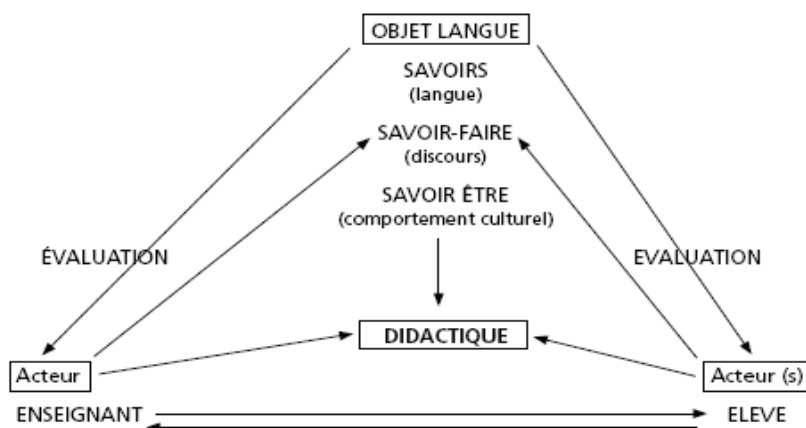 OBJET LANGUE
SAVOIRS
(langue)
SAVOIR-FAIRE
(discours)
SAVOIR ÊTRE
(comportement culturel)
ÉVALUATION
EVALUATION
DIDACTIQUE
Acteur
Acteur (s)
ENSEIGNANT
ELEVE